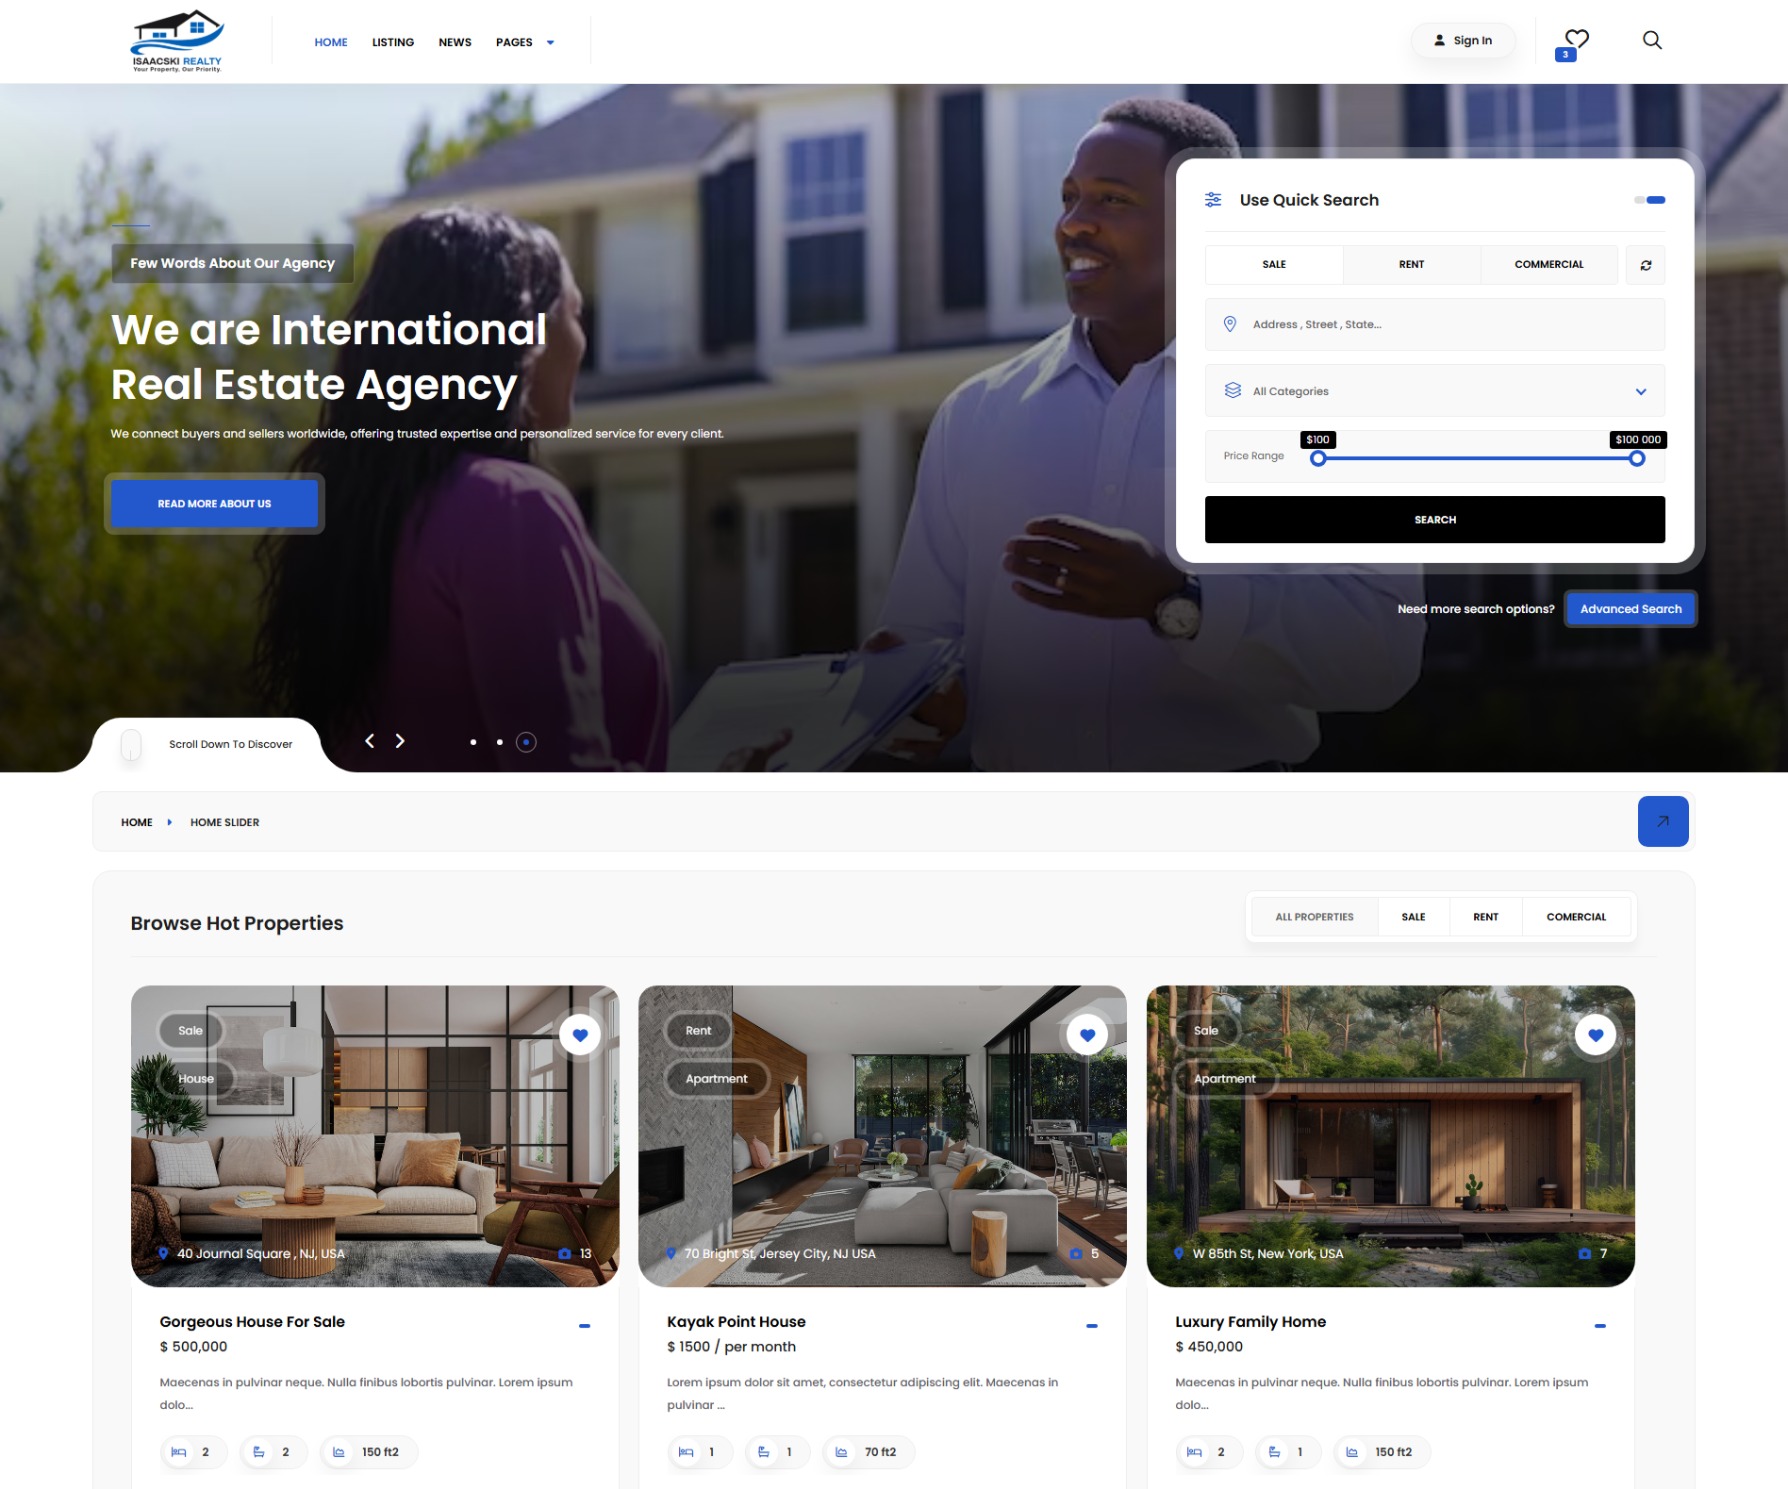 ISAACSKI REALTY
Your Property, Our Priority.
HOME
LISTING
NEWS
PAGES
Sign In
3
Few Words About Our Agency
We are International
Real Estate Agency
We connect buyers and sellers worldwide, offering trusted expertise and personalized service for every client.
READ MORE ABOUT US
Use Quick Search
SALE
RENT
COMMERCIAL
Address , Street , State...
All Categories
Price Range
$100
$100 000
SEARCH
Need more search options?
Advanced Search
Scroll Down To Discover
HOME
HOME SLIDER
Browse Hot Properties
ALL PROPERTIES
SALE
RENT
COMERCIAL
Sale
House
40 Journal Square , NJ, USA
13
Gorgeous House For Sale
$ 500,000
Maecenas in pulvinar neque. Nulla finibus lobortis pulvinar. Lorem ipsum
dolo...
2
2
150 ft2
Rent
Apartment
70 Bright St, Jersey City, NJ USA
5
Kayak Point House
$ 1500 / per month
Lorem ipsum dolor sit amet, consectetur adipiscing elit. Maecenas in
pulvinar ...
1
1
70 ft2
Sale
Apartment
W 85th St, New York, USA
7
Luxury Family Home
$ 450,000
Maecenas in pulvinar neque. Nulla finibus lobortis pulvinar. Lorem ipsum
dolo...
2
1
150 ft2